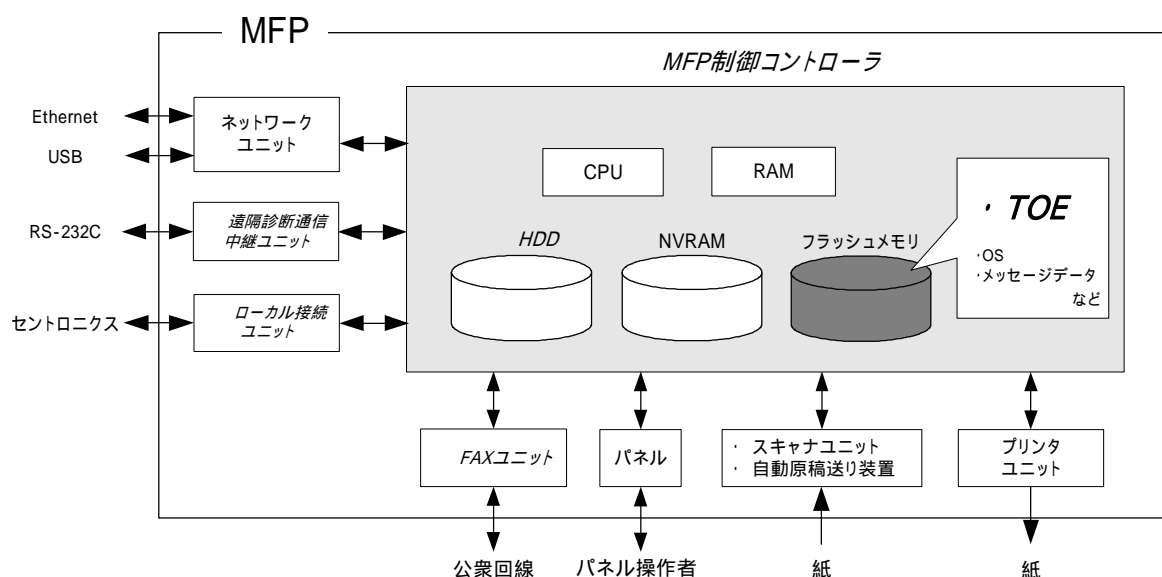 MFP
MFP制御コントローラ
Ethernet
USB
ネットワーク
ユニット
CPU
RAM
・TOE
・OS
・メッセージデータ
など
RS-232C
遠隔診断通信
中継ユニット
HDD
NVRAM
フラッシュメモリ
セントロニクス
ローカル接続
ユニット
FAXユニット
パネル
・ スキャナユニット
・ 自動原稿送り装置
プリンタ
ユニット
公衆回線
パネル操作者
紙
紙